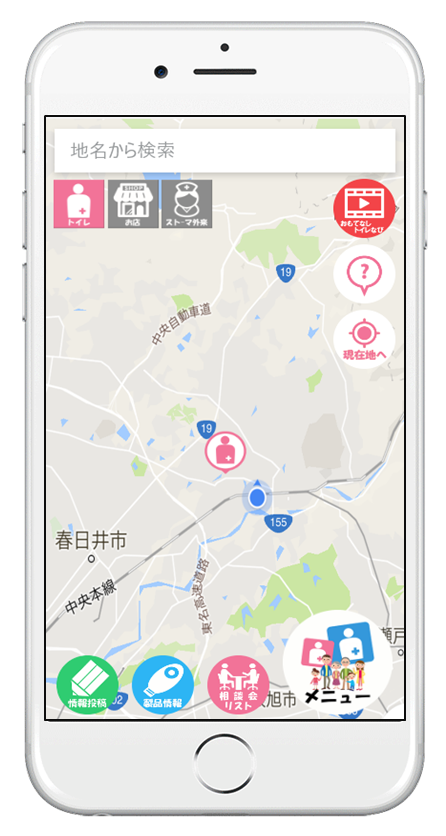 地名から検索
トイレ
SHOP
お店
ストーマ外来
おもてなし
トイレなび
?
現在地へ
19
中央自動車道
19
155
春日井市
中央本線
東名高速道路
瀬戸
旭市
情報投稿
製品情報
相談会
リスト
メニュー